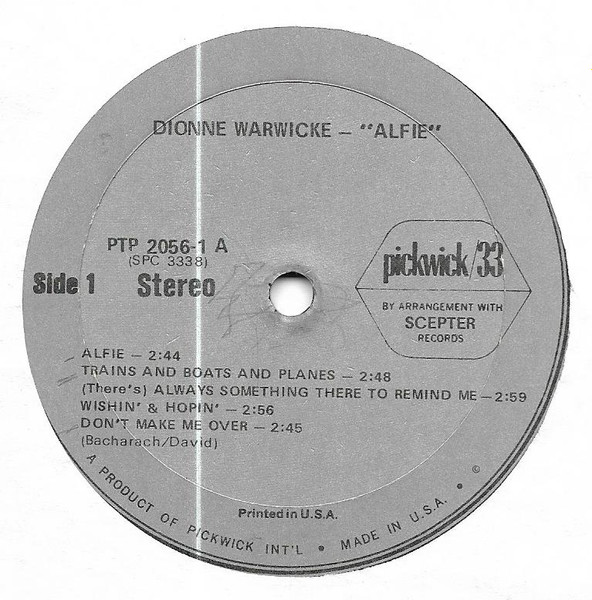 DIONNE WARWICKE – "ALFIE"
PTP 2056-1 A
(SPC 3338)
Side 1 Stereo
pickwick/33
BY ARRANGEMENT WITH
SCEPTER
RECORDS
ALFIE – 2:44
TRAINS AND BOATS AND PLANES – 2:48
(There's) ALWAYS SOMETHING THERE TO REMIND ME – 2:59
WISHIN' & HOPIN' – 2:56
DON'T MAKE ME OVER – 2:45
(Bacharach/David)
Printed in U.S.A.
A PRODUCT OF PICKWICK INT'L • MADE IN U.S.A. • ©